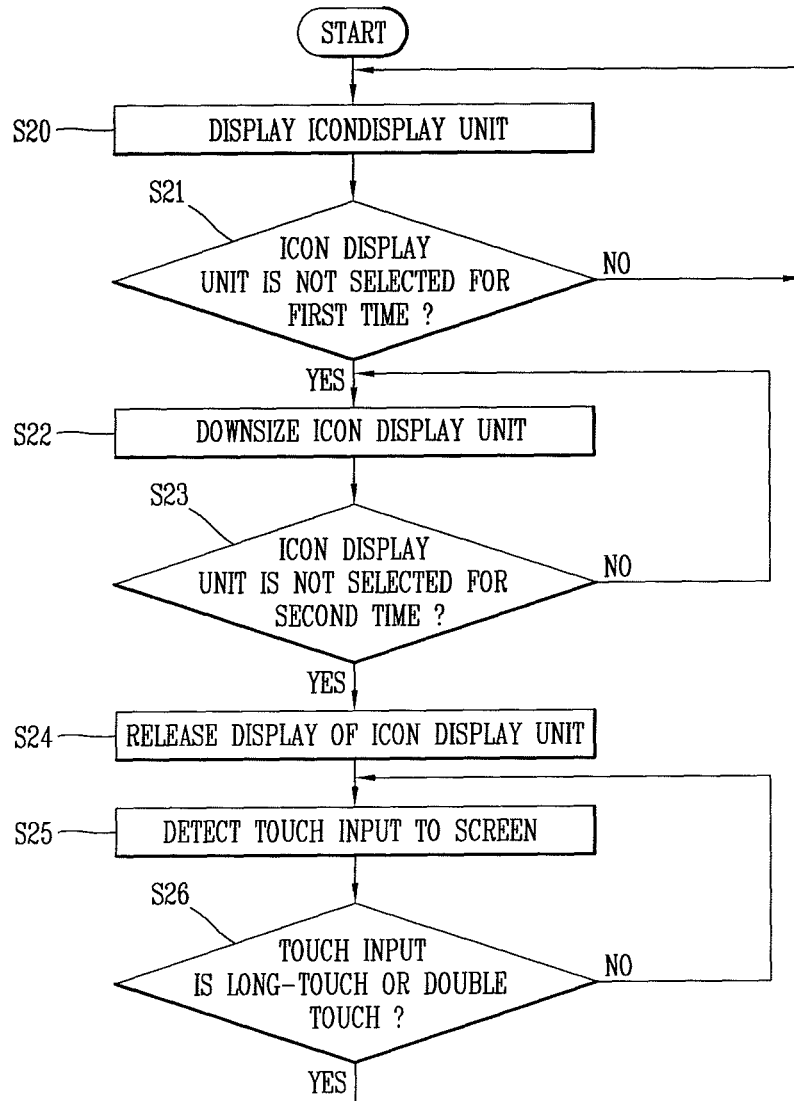 START
S20
DISPLAY ICONDISPLAY UNIT
S21
ICON DISPLAY
UNIT IS NOT SELECTED FOR
FIRST TIME ?
NO
YES
S22
DOWNSIZE ICON DISPLAY UNIT
S23
ICON DISPLAY
UNIT IS NOT SELECTED FOR
SECOND TIME ?
NO
YES
S24
RELEASE DISPLAY OF ICON DISPLAY UNIT
S25
DETECT TOUCH INPUT TO SCREEN
S26
TOUCH INPUT
IS LONG-TOUCH OR DOUBLE
TOUCH ?
NO
YES